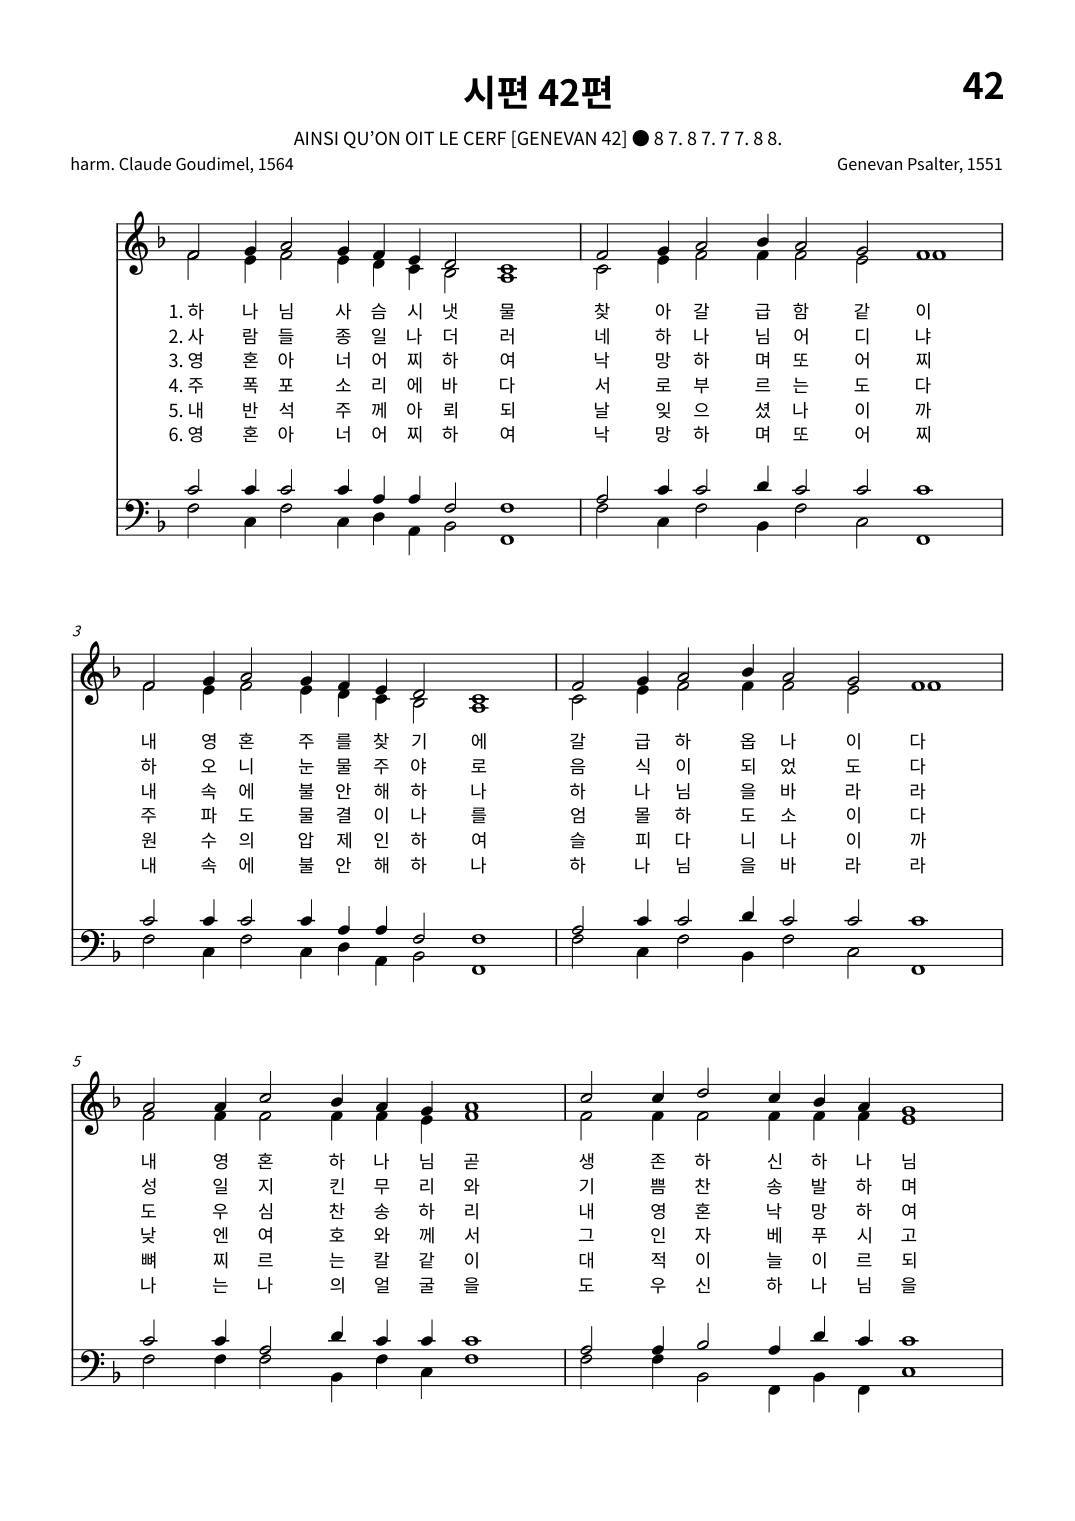 시편 42편
42
AINSI QU’ON OIT LE CERF [GENEVAN 42] ● 8 7. 8 7. 7 7. 8 8.
harm. Claude Goudimel, 1564
Genevan Psalter, 1551
1. 하 나 님 사 슴 시 냇 물 찾 아 갈 급 함 같 이
2. 사 람 들 종 일 나 더 러 네 하 나 님 어 디 냐
3. 영 혼 아 너 어 찌 하 여 낙 망 하 며 또 어 찌
4. 주 폭 포 소 리 에 바 다 서 로 부 르 는 도 다
5. 내 반 석 주 께 아 뢰 되 날 잊 으 셨 나 이 까
6. 영 혼 아 너 어 찌 하 여 낙 망 하 며 또 어 찌
3
내 영 혼 주 를 찾 기 에 갈 급 하 옵 나 이 다
하 오 니 눈 물 주 야 로 음 식 이 되 었 도 다
내 속 에 불 안 해 하 나 하 나 님 을 바 라 라
주 파 도 물 결 이 나 를 엄 몰 하 도 소 이 다
원 수 의 압 제 인 하 여 슬 피 다 니 나 이 까
내 속 에 불 안 해 하 나 하 나 님 을 바 라 라
5
내 영 혼 하 나 님 곧 생 존 하 신 하 나 님
성 일 지 킨 무 리 와 기 쁨 찬 송 발 하 며
도 우 심 찬 송 하 리 내 영 혼 낙 망 하 여
낮 엔 여 호 와 께 서 그 인 자 베 푸 시 고
뼈 찌 르 는 칼 같 이 대 적 이 늘 이 르 되
나 는 나 의 얼 굴 을 도 우 신 하 나 님 을